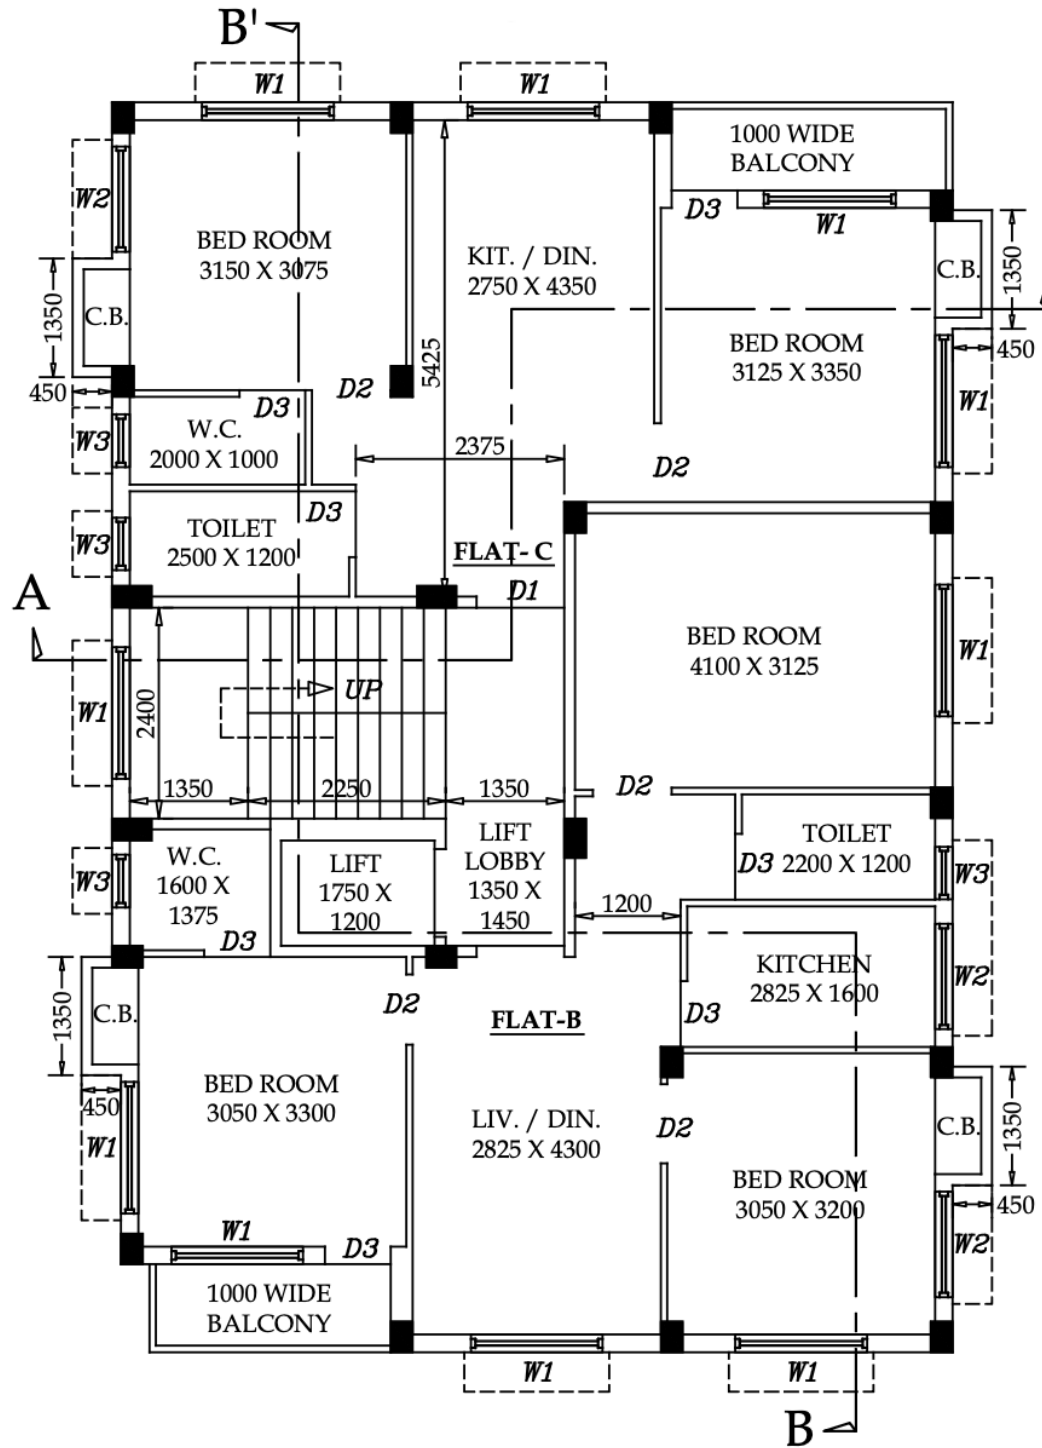 B'
W1
W1
1000 WIDE
BALCONY
W2
D3
W1
BED ROOM
3150 X 3075
KIT. / DIN.
2750 X 4350
C.B.
1350
1350
C.B.
5425
BED ROOM
3125 X 3350
450
450
D2
D3
W1
W3
W.C.
2000 X 1000
2375
D2
D3
W3
TOILET
2500 X 1200
FLAT- C
D1
A
BED ROOM
4100 X 3125
W1
UP
W1
2400
1350
2250
1350
D2
LIFT
LOBBY
1350 X
1450
TOILET
2200 X 1200
W.C.
1600 X
1375
LIFT
1750 X
1200
D3
W3
W3
1200
D3
KITCHEN
2825 X 1600
W2
1350
C.B.
D2
D3
FLAT-B
BED ROOM
3050 X 3300
450
LIV. / DIN.
2825 X 4300
D2
C.B.
1350
W1
BED ROOM
3050 X 3200
450
W1
D3
W2
1000 WIDE
BALCONY
W1
W1
B